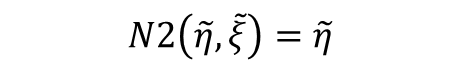 𝑁2(𝜂̃, 𝜉̃) = 𝜂̃